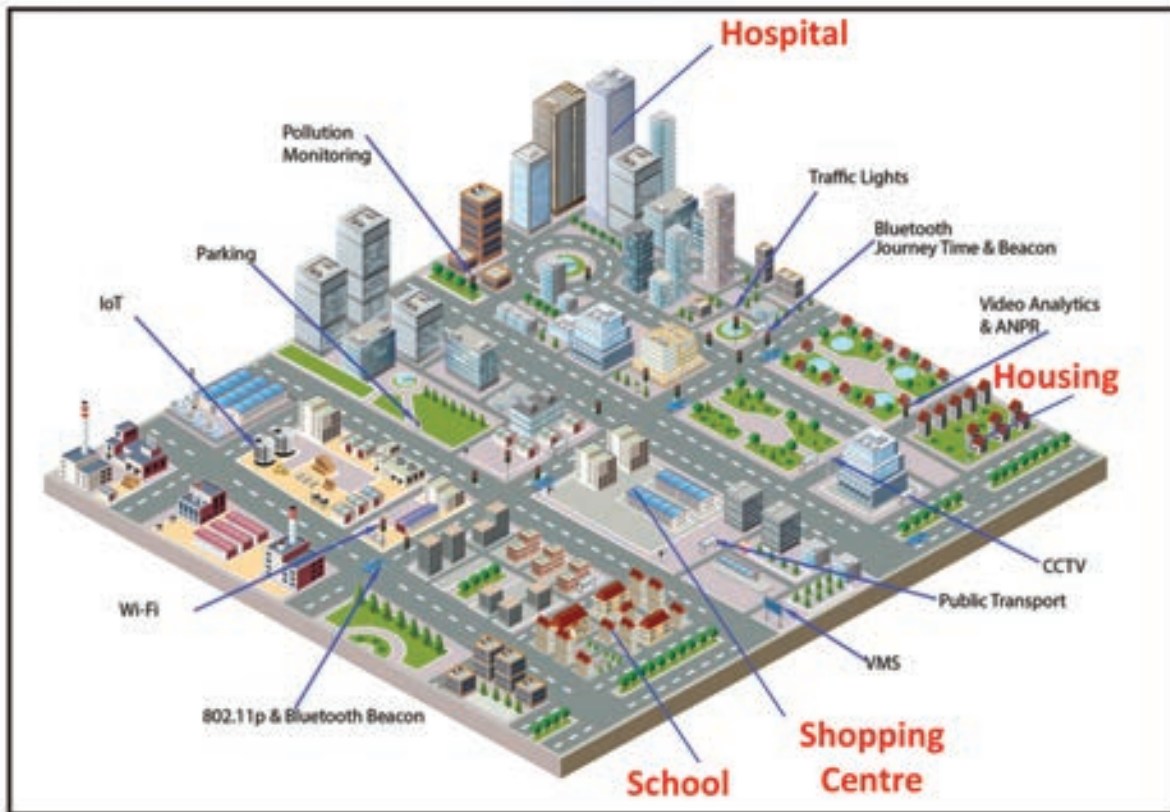 Hospital
Pollution
Monitoring
Traffic Lights
Bluetooth
Journey Time & Beacon
Parking
IoT
Video Analytics
& ANPR
Housing
CCTV
Public Transport
Wi-Fi
VMS
802.11p & Bluetooth Beacon
Shopping
Centre
School